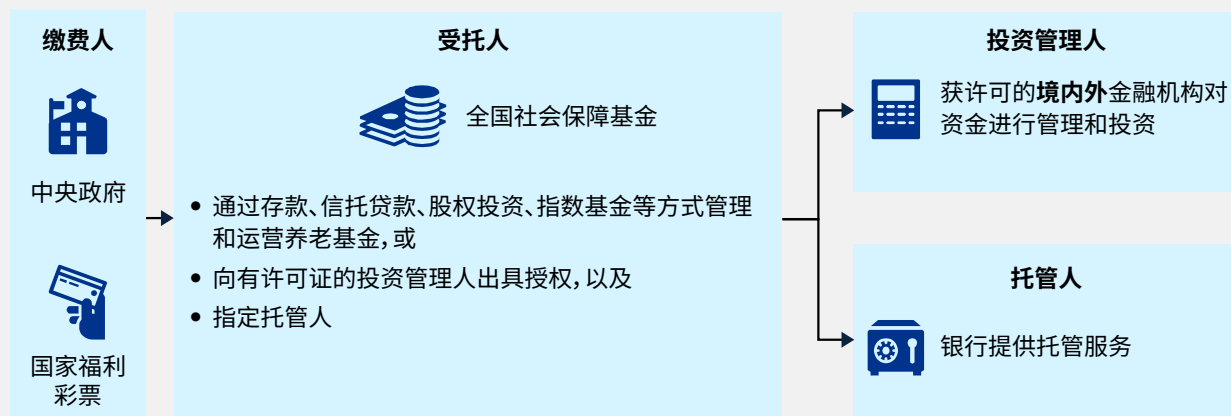 缴费人
中央政府
国家福利
彩票
受托人
全国社会保障基金
• 通过存款、信托贷款、股权投资、指数基金等方式管理
和运营养老基金，或
• 向有许可证的投资管理人出具授权，以及
• 指定托管人
投资管理人
获许可的境内外金融机构对
资金进行管理和投资
托管人
银行提供托管服务